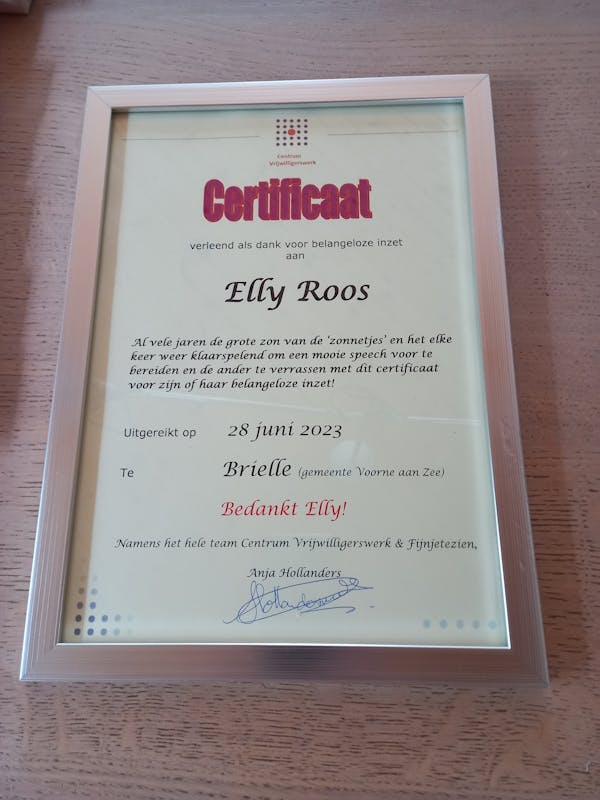 Centrum
Vrijwilligerswerk
Certificaat
verleend als dank voor belangeloze inzet
aan
Elly Roos
Al vele jaren de grote zon van de 'zonnetjes' en het elke
keer weer klaarspelend om een mooie speech voor te
bereiden en de ander te verrassen met dit certificaat
voor zijn of haar belangeloze inzet!
Uitgereikt op 28 juni 2023
Te Brielle (gemeente Voorne aan Zee)
Bedankt Elly!
Namens het hele team Centrum Vrijwilligerswerk & Fijnjetezien,
Anja Hollanders